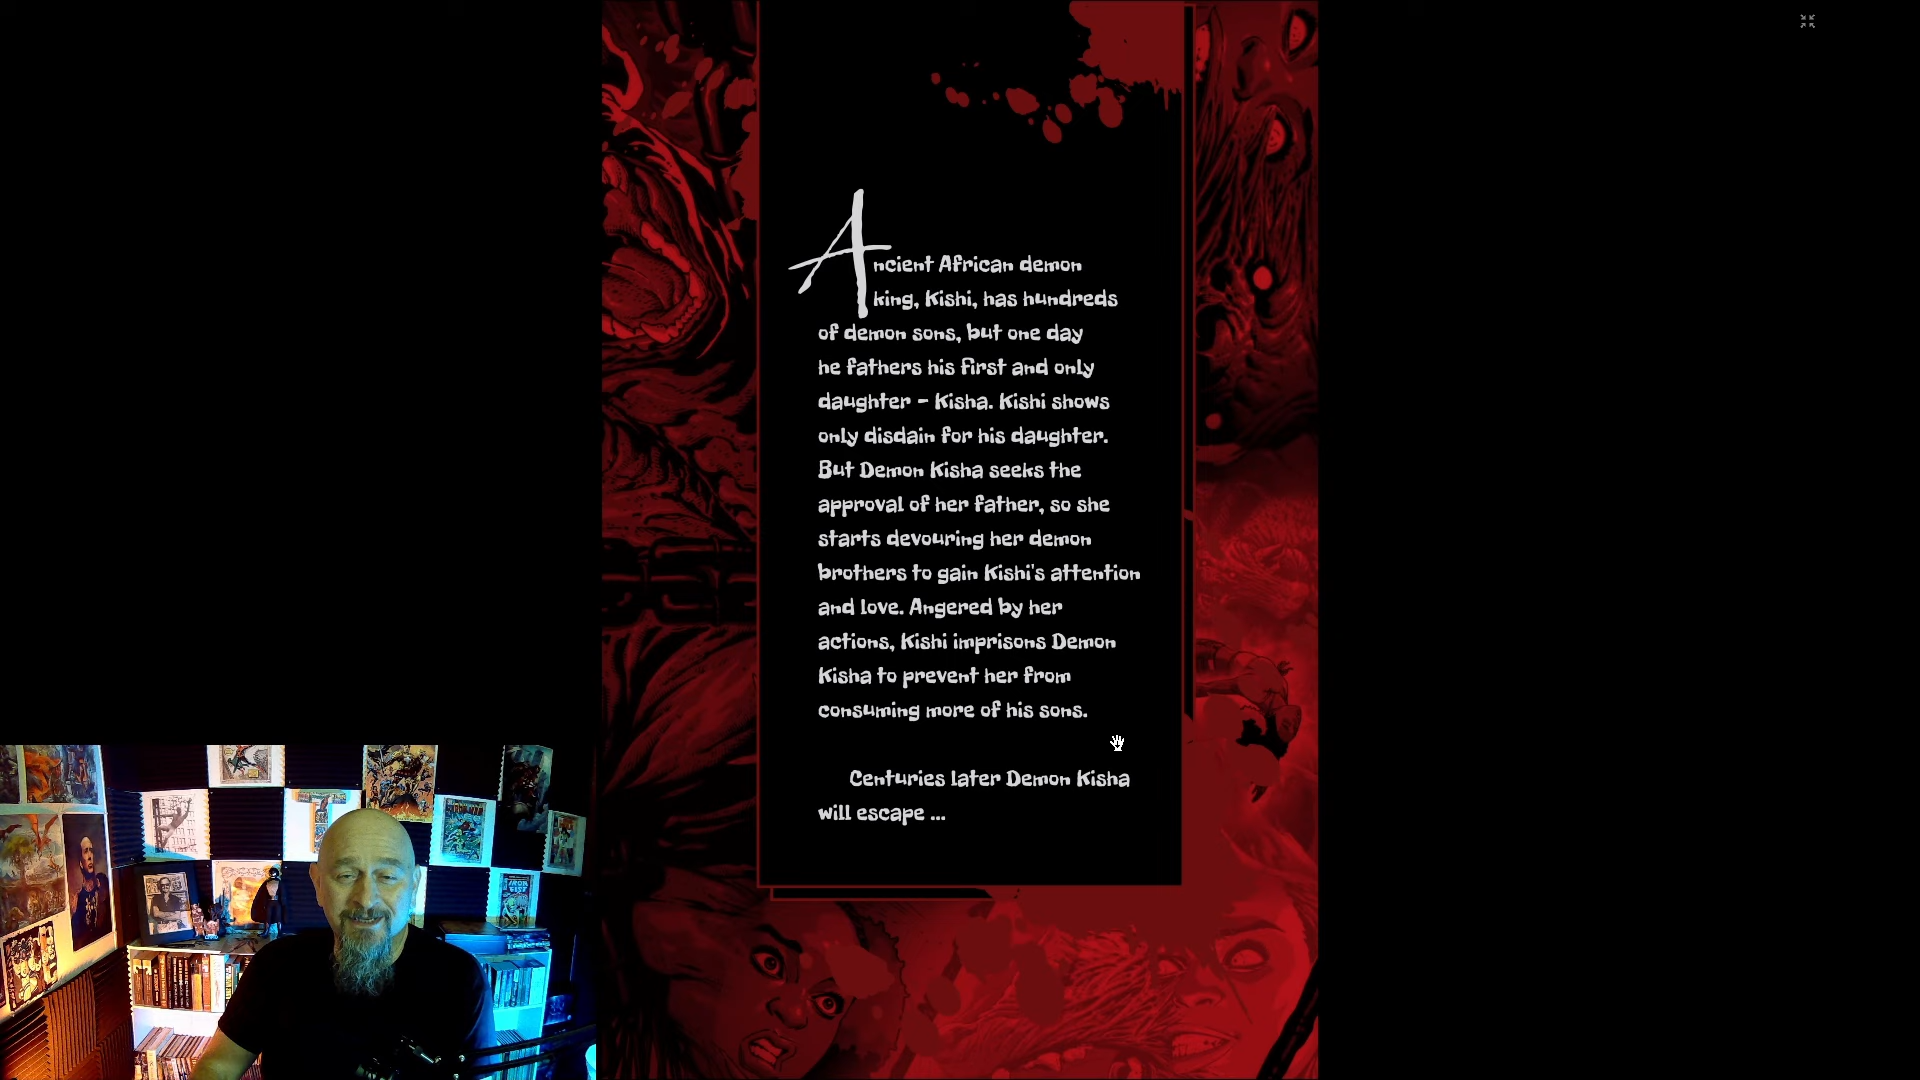 Ancient African demon
king, Kishi, has hundreds
of demon sons, but one day
he fathers his first and only
daughter – Kisha. Kishi shows
only disdain for his daughter.
But Demon Kisha seeks the
approval of her father, so she
starts devouring her demon
brothers to gain Kishi's attention
and love. Angered by her
actions, Kishi imprisons Demon
Kisha to prevent her from
consuming more of his sons.
Centuries later Demon Kisha
will escape ...
IRON
FIST